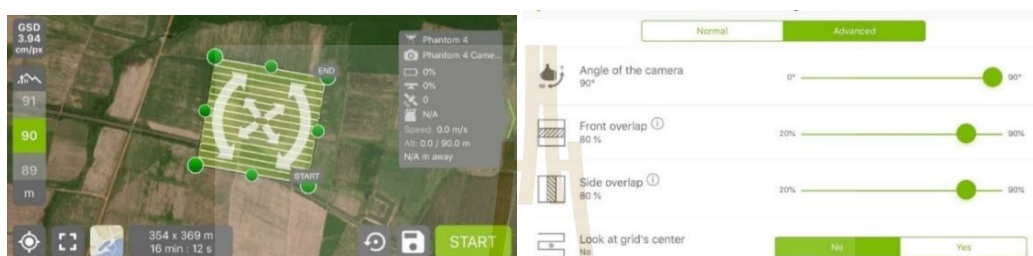 GSD
3.94
cm/px
91
90
89
m
Phantom 4
Phantom 4 Came...
0%
0%
0
N/A
Speed: 0.0 m/s
Alt: 0.0 / 90.0 m
N/A m away
END
START
354 x 369 m
16 min : 12 s
START
Normal
Advanced
Angle of the camera
90°
0°
90°
Front overlap
80 %
20%
90%
Side overlap
80 %
20%
90%
Look at grid's center
No
No
Yes